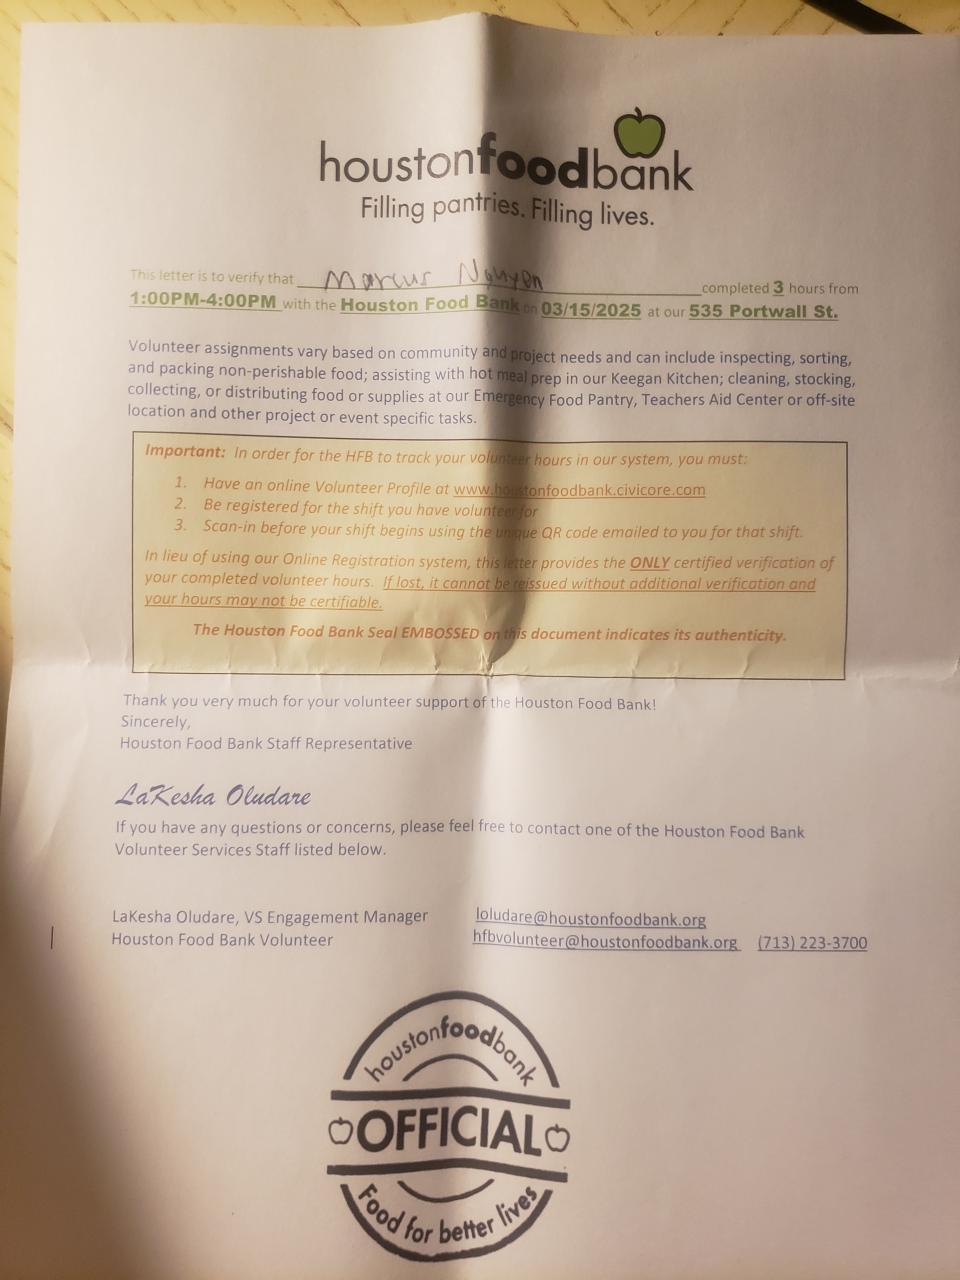 houstonfoodbank
Filling pantries. Filling lives.
This letter is to verify that Marcus Nguyen completed 3 hours from
1:00PM-4:00PM with the Houston Food Bank on 03/15/2025 at our 535 Portwall St.
Volunteer assignments vary based on community and project needs and can include inspecting, sorting,
and packing non-perishable food; assisting with hot meal prep in our Keegan Kitchen; cleaning, stocking,
collecting, or distributing food or supplies at our Emergency Food Pantry, Teachers Aid Center or off-site
location and other project or event specific tasks.
Important: In order for the HFB to track your volunteer hours in our system, you must:
1. Have an online Volunteer Profile at www.houstonfoodbank.civicore.com
2. Be registered for the shift you have volunteer for
3. Scan-in before your shift begins using the unique QR code emailed to you for that shift.
In lieu of using our Online Registration system, this letter provides the ONLY certified verification of
your completed volunteer hours. If lost, it cannot be reissued without additional verification and
your hours may not be certifiable.
The Houston Food Bank Seal EMBOSSED on this document indicates its authenticity.
Thank you very much for your volunteer support of the Houston Food Bank!
Sincerely,
Houston Food Bank Staff Representative
LaKesha Oludare
If you have any questions or concerns, please feel free to contact one of the Houston Food Bank
Volunteer Services Staff listed below.
LaKesha Oludare, VS Engagement Manager loludare@houstonfoodbank.org
Houston Food Bank Volunteer hfbvolunteer@houstonfoodbank.org (713) 223-3700
houstonfoodbank
OFFICIAL
Food for better lives